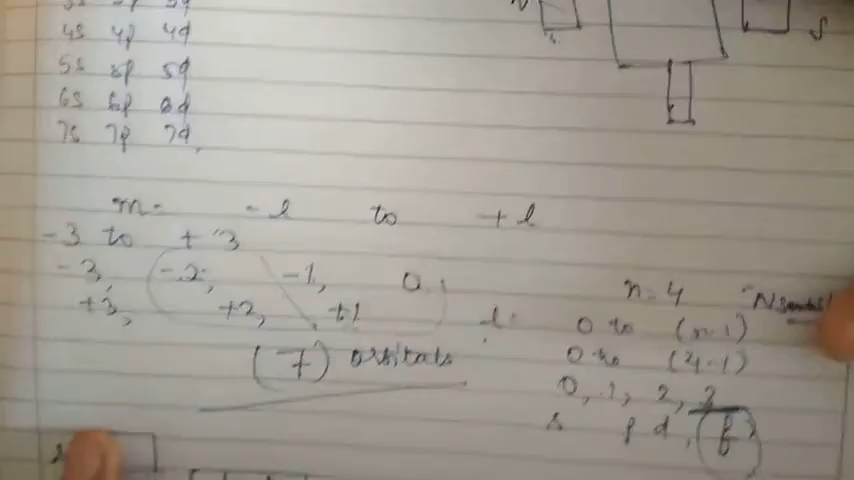 4s 4p 4d
5s 5p 5d
6s 6p 6d
7s 7p 7d
m= -l to +l
-3 to +3
-3, -2, -1, 0
+3, +2, +1
(7) orbitals
n=4
l: 0 to (n-1)
0 to (4-1)
0, 1, 2, 3
s p d, f